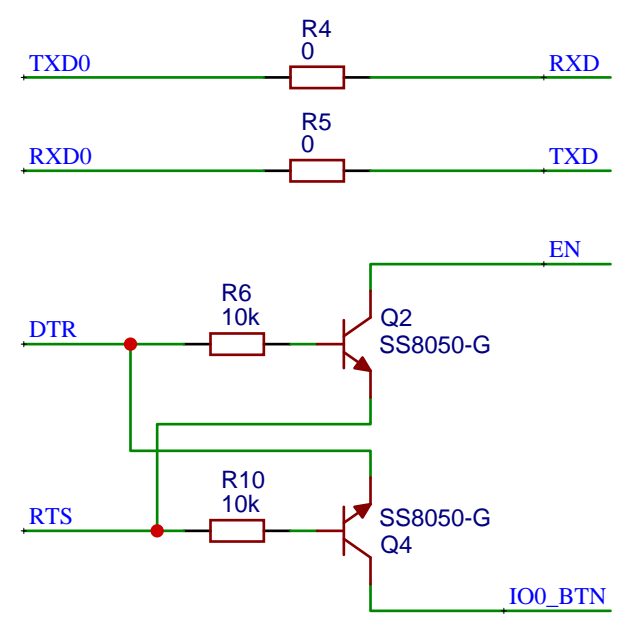 R4
0
TXD0
RXD
R5
0
RXD0
TXD
EN
R6
10k
Q2
SS8050-G
DTR
R10
10k
SS8050-G
Q4
RTS
IO0_BTN